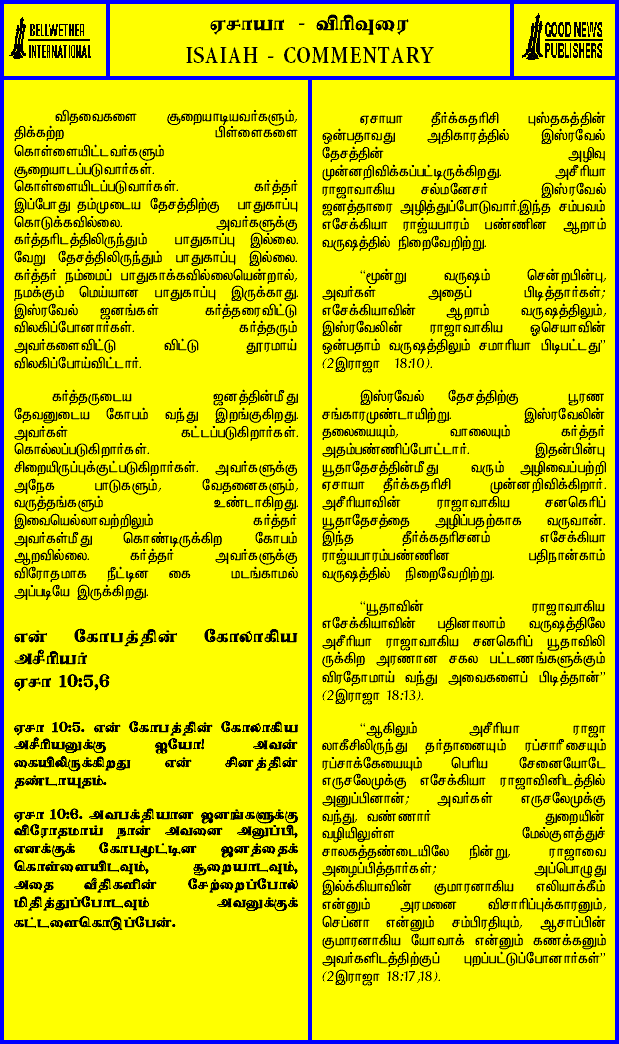 BELLWETHER
INTERNATIONAL
ஏசாயா - விரிவுரை
ISAIAH - COMMENTARY
GOOD NEWS
PUBLISHERS
விதவைகளை சூறையாடியவர்களும்,
திக்கற்ற பிள்ளைகளை
கொள்ளையிட்டவர்களும்
சூறையாடப்படுவார்கள்.
கொள்ளையிடப்படுவார்கள். கர்த்தர்
இப்போது தம்முடைய தேசத்திற்கு பாதுகாப்பு
கொடுக்கவில்லை. அவர்களுக்கு
கர்த்தரிடத்திலிருந்தும் பாதுகாப்பு இல்லை.
வேறு தேசத்திலிருந்தும் பாதுகாப்பு இல்லை.
கர்த்தர் நம்மைப் பாதுகாக்கவில்லையென்றால்,
நமக்கும் மெய்யான பாதுகாப்பு இருக்காது.
இஸ்ரவேல் ஜனங்கள் கர்த்தரைவிட்டு
விலகிப்போனார்கள். கர்த்தரும்
அவர்களைவிட்டு விட்டு தூரமாய்
விலகிப்போய்விட்டார்.
கர்த்தருடைய ஜனத்தின்மீது
தேவனுடைய கோபம் வந்து இறங்குகிறது.
அவர்கள் கட்டப்படுகிறார்கள்.
கொல்லப்படுகிறார்கள்.
சிறையிருப்புக்குட்படுகிறார்கள். அவர்களுக்கு
அநேக பாடுகளும், வேதனைகளும்,
வருத்தங்களும் உண்டாகிறது.
இவையெல்லாவற்றிலும் கர்த்தர்
அவர்கள்மீது கொண்டிருக்கிற கோபம்
ஆறவில்லை. கர்த்தர் அவர்களுக்கு
விரோதமாக நீட்டின கை மடங்காமல்
அப்படியே இருக்கிறது.
என் கோபத்தின் கோலாகிய
அசீரியர்
ஏசா 10:5,6
ஏசா 10:5. என் கோபத்தின் கோலாகிய
அசீரியனுக்கு ஐயோ! அவன்
கையிலிருக்கிறது என் சினத்தின்
தண்டாயுதம்.
ஏசா 10:6. அவபக்தியான ஜனங்களுக்கு
விரோதமாய் நான் அவனை அனுப்பி,
எனக்குக் கோபமூட்டின ஜனத்தைக்
கொள்ளையிடவும், சூறையாடவும்,
அதை வீதிகளின் சேற்றைப்போல்
மிதித்துப்போடவும் அவனுக்குக்
கட்டளைகொடுப்பேன்.
ஏசாயா தீர்க்கதரிசி புஸ்தகத்தின்
ஒன்பதாவது அதிகாரத்தில் இஸ்ரவேல்
தேசத்தின் அழிவு
முன்னறிவிக்கப்பட்டிருக்கிறது. அசீரியா
ராஜாவாகிய சல்மனேசர் இஸ்ரவேல்
ஜனத்தாரை அழித்துப்போடுவார்.இந்த சம்பவம்
எசேக்கியா ராஜ்யபாரம் பண்ணின ஆறாம்
வருஷத்தில் நிறைவேறிற்று.
"மூன்று வருஷம் சென்றபின்பு,
அவர்கள் அதைப் பிடித்தார்கள்;
எசேக்கியாவின் ஆறாம் வருஷத்திலும்,
இஸ்ரவேலின் ராஜாவாகிய ஓசெயாவின்
ஒன்பதாம் வருஷத்திலும் சமாரியா பிடிபட்டது"
(2இராஜா 18:10).
இஸ்ரவேல் தேசத்திற்கு பூரண
சங்காரமுண்டாயிற்று. இஸ்ரவேலின்
தலையையும், வாலையும் கர்த்தர்
அதம்பண்ணிப்போட்டார். இதன்பின்பு
யூதாதேசத்தின்மீது வரும் அழிவைப்பற்றி
ஏசாயா தீர்க்கதரிசி முன்னறிவிக்கிறார்.
அசீரியாவின் ராஜாவாகிய சனகெரிப்
யூதாதேசத்தை அழிப்பதற்காக வருவான்.
இந்த தீர்க்கதரிசனம் எசேக்கியா
ராஜ்யபாரம்பண்ணின பதிநான்காம்
வருஷத்தில் நிறைவேறிற்று.
"யூதாவின் ராஜாவாகிய
எசேக்கியாவின் பதினாலாம் வருஷத்திலே
அசீரியா ராஜாவாகிய சனகெரிப் யூதாவிலி
ருக்கிற அரணான சகல பட்டணங்களுக்கும்
விரதோமாய் வந்து அவைகளைப் பிடித்தான்"
(2இராஜா 18:13).
"ஆகிலும் அசீரியா ராஜா
லாகீசிலிருந்து தர்தானையும் ரப்சாரீசையும்
ரப்சாக்கேயையும் பெரிய சேனையோடே
எருசலேமுக்கு எசேக்கியா ராஜாவினிடத்தில்
அனுப்பினான்; அவர்கள் எருசலேமுக்கு
வந்து, வண்ணார் துறையின்
வழியிலுள்ள மேல்குளத்துச்
சாலகத்தண்டையிலே நின்று, ராஜாவை
அழைப்பித்தார்கள்; அப்பொழுது
இல்க்கியாவின் குமாரனாகிய எலியாக்கீம்
என்னும் அரமனை விசாரிப்புக்காரனும்,
செப்னா என்னும் சம்பிரதியும், ஆசாப்பின்
குமாரனாகிய யோவாக் என்னும் கணக்கனும்
அவர்களிடத்திற்குப் புறப்பட்டுப்போனார்கள்"
(2இராஜா 18:17,18).